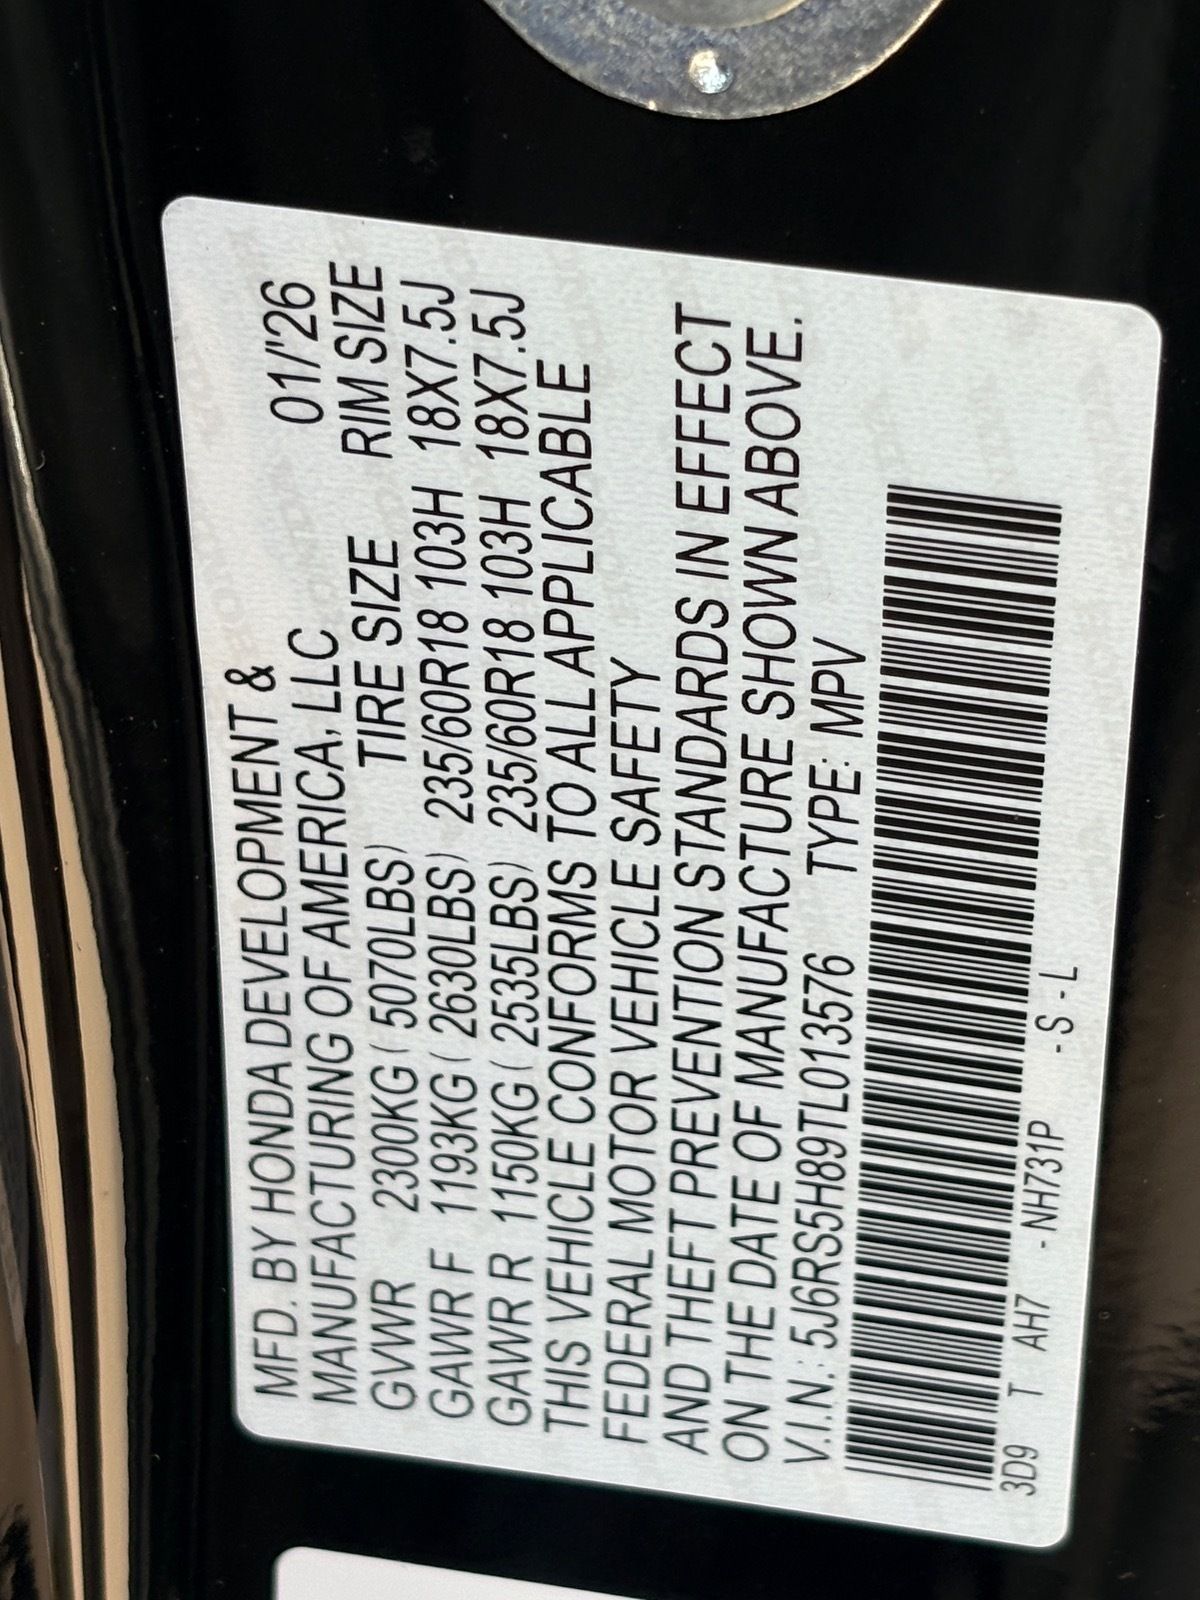 MFD. BY HONDA DEVELOPMENT &
MANUFACTURING OF AMERICA, LLC 01/'26
TIRE SIZE RIM SIZE
GVWR 2300KG ( 5070LBS)
GAWR F 1193KG ( 2630LBS) 235/60R18 103H 18X7.5J
GAWR R 1150KG ( 2535LBS) 235/60R18 103H 18X7.5J
THIS VEHICLE CONFORMS TO ALL APPLICABLE
FEDERAL MOTOR VEHICLE SAFETY
AND THEFT PREVENTION STANDARDS IN EFFECT
ON THE DATE OF MANUFACTURE SHOWN ABOVE.
V.I.N.: 5J6RS5H89TL013576 TYPE: MPV
3D9 T AH7 -NH731P -S-L